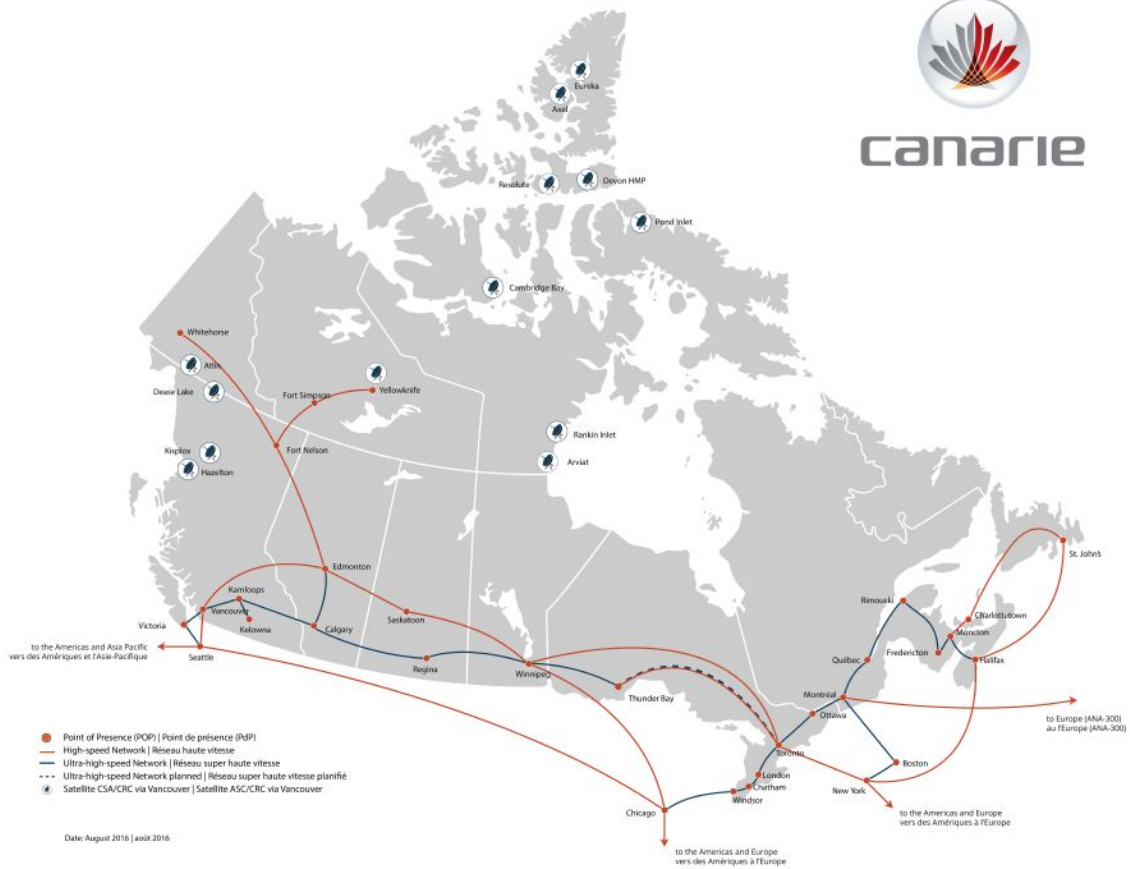 canarie
Eureka
Axel
Resolute
Devon HMP
Pond Inlet
Cambridge Bay
Whitehorse
Atlin
Dease Lake
Fort Simpson
Yellowknife
Rankin Inlet
Fort Nelson
Kispiox
Arviat
Hazelton
St. John's
Edmonton
Kamloops
Rimouski
Vancouver
Saskatoon
Charlottetown
Victoria
Kelowna
Calgary
Moncton
to the Americas and Asia Pacific
vers des Amériques et l'Asie-Pacifique
Seattle
Regina
Fredericton
Québec
Halifax
Winnipeg
Thunder Bay
Montréal
Ottawa
to Europe (ANA-300)
au l'Europe (ANA-300)
Point of Presence (POP) | Point de présence (PdP)
High-speed Network | Réseau haute vitesse
Ultra-high-speed Network | Réseau super haute vitesse
Ultra-high-speed Network planned | Réseau super haute vitesse planifié
Satellite CSA/CRC via Vancouver | Satellite ASC/CRC via Vancouver
Toronto
Boston
London
Chatham
Windsor
New York
Chicago
to the Americas and Europe
vers des Amériques à l'Europe
Date: August 2016 | août 2016
to the Americas and Europe
vers des Amériques à l'Europe